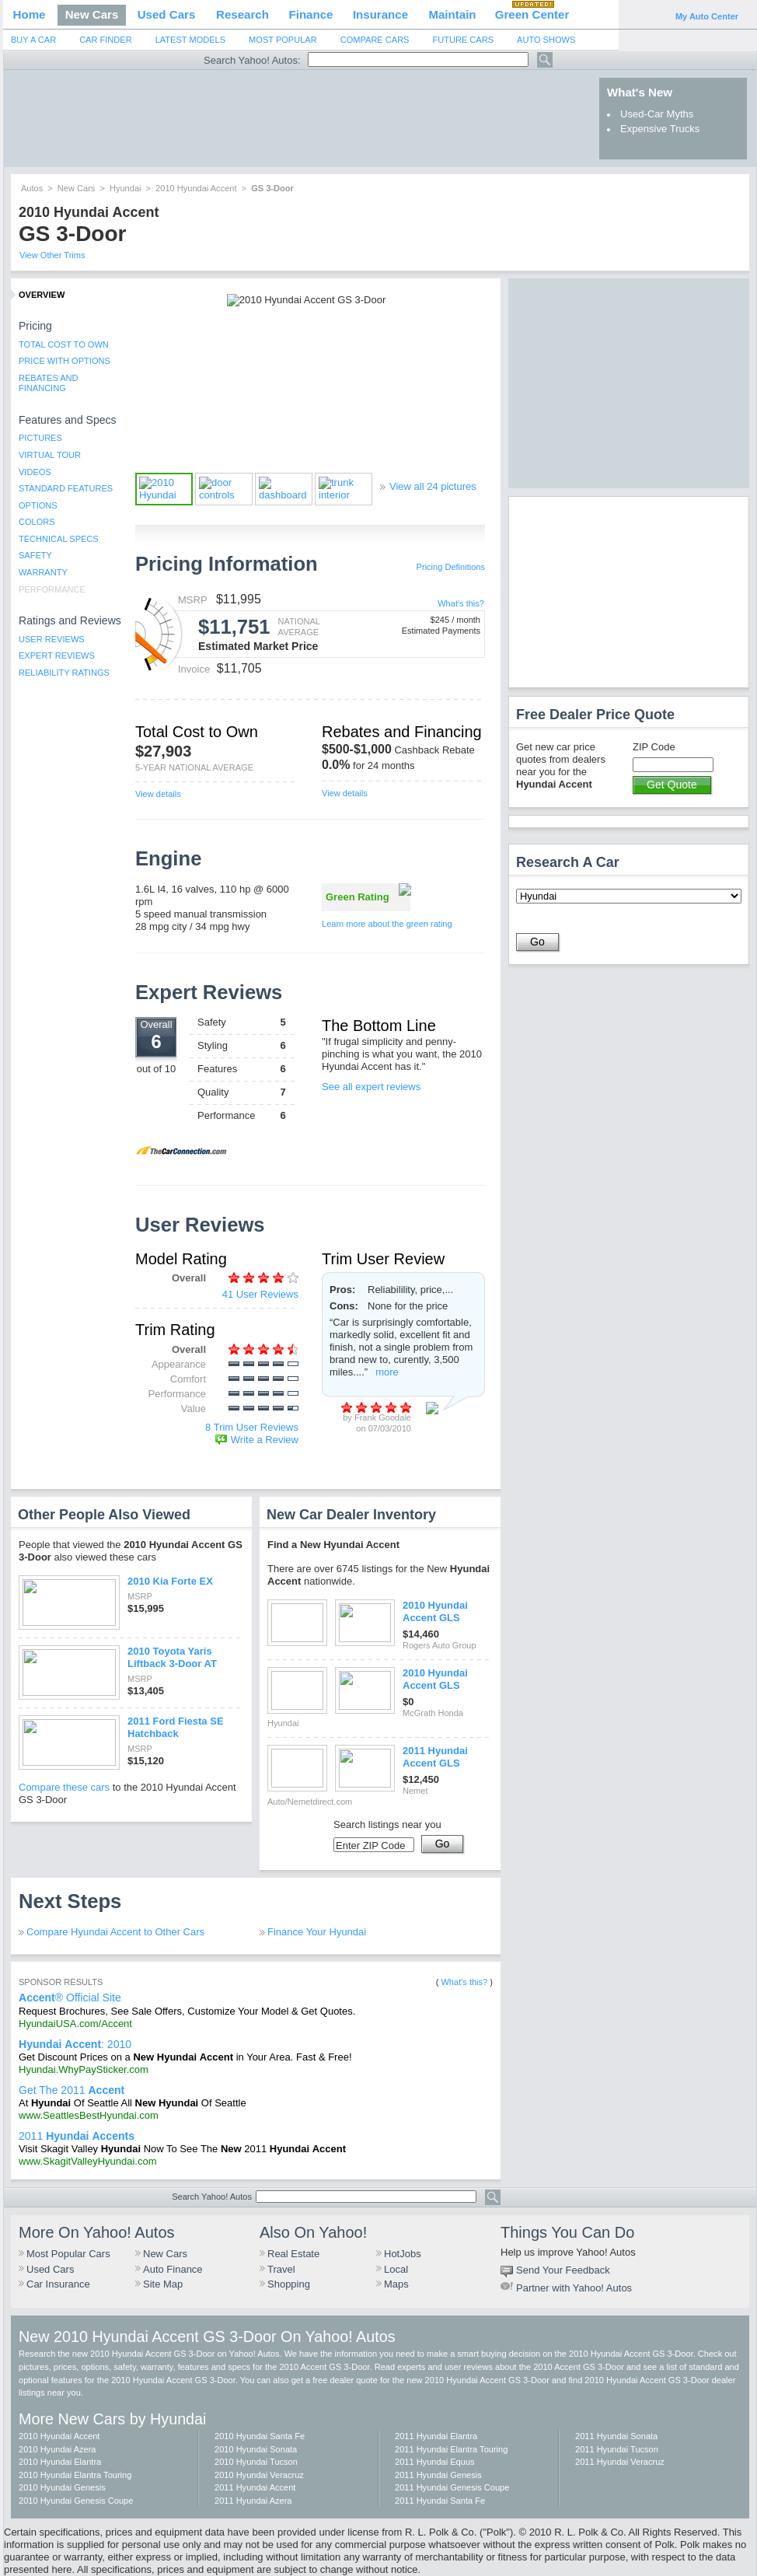 UPDATED!
Home New Cars Used Cars Research Finance Insurance Maintain Green Center My Auto Center
BUY A CAR CAR FINDER LATEST MODELS MOST POPULAR COMPARE CARS FUTURE CARS AUTO SHOWS
Search Yahoo! Autos:
What's New
• Used-Car Myths
• Expensive Trucks
Autos > New Cars > Hyundai > 2010 Hyundai Accent > GS 3-Door
2010 Hyundai Accent
GS 3-Door
View Other Trims
OVERVIEW
Pricing
TOTAL COST TO OWN
PRICE WITH OPTIONS
REBATES AND
FINANCING
Features and Specs
PICTURES
VIRTUAL TOUR
VIDEOS
STANDARD FEATURES
OPTIONS
COLORS
TECHNICAL SPECS
SAFETY
WARRANTY
PERFORMANCE
Ratings and Reviews
USER REVIEWS
EXPERT REVIEWS
RELIABILITY RATINGS
2010 Hyundai Accent GS 3-Door
2010
Hyundai
door
controls
dashboard
trunk
interior
» View all 24 pictures
Pricing Information
Pricing Definitions
MSRP $11,995
What's this?
$11,751 NATIONAL
AVERAGE
Estimated Market Price
$245 / month
Estimated Payments
Invoice $11,705
Total Cost to Own
$27,903
5-YEAR NATIONAL AVERAGE
View details
Rebates and Financing
$500-$1,000 Cashback Rebate
0.0% for 24 months
View details
Engine
1.6L I4, 16 valves, 110 hp @ 6000
rpm
5 speed manual transmission
28 mpg city / 34 mpg hwy
Green Rating
Learn more about the green rating
Expert Reviews
Overall
6
out of 10
Safety 5
Styling 6
Features 6
Quality 7
Performance 6
TheCarConnection.com
The Bottom Line
"If frugal simplicity and penny-
pinching is what you want, the 2010
Hyundai Accent has it."
See all expert reviews
User Reviews
Model Rating
Overall
41 User Reviews
Trim Rating
Overall
Appearance
Comfort
Performance
Value
8 Trim User Reviews
Write a Review
Trim User Review
Pros: Reliabilility, price,...
Cons: None for the price
“Car is surprisingly comfortable,
markedly solid, excellent fit and
finish, not a single problem from
brand new to, curently, 3,500
miles....” more
by Frank Goodale
on 07/03/2010
Other People Also Viewed
People that viewed the 2010 Hyundai Accent GS
3-Door also viewed these cars
2010 Kia Forte EX
MSRP
$15,995
2010 Toyota Yaris
Liftback 3-Door AT
MSRP
$13,405
2011 Ford Fiesta SE
Hatchback
MSRP
$15,120
Compare these cars to the 2010 Hyundai Accent
GS 3-Door
New Car Dealer Inventory
Find a New Hyundai Accent
There are over 6745 listings for the New Hyundai
Accent nationwide.
2010 Hyundai
Accent GLS
$14,460
Rogers Auto Group
2010 Hyundai
Accent GLS
$0
McGrath Honda
Hyundai
2011 Hyundai
Accent GLS
$12,450
Nemet
Auto/Nemetdirect.com
Search listings near you
Enter ZIP Code Go
Free Dealer Price Quote
Get new car price
quotes from dealers
near you for the
Hyundai Accent
ZIP Code
Get Quote
Research A Car
Hyundai
Go
Next Steps
» Compare Hyundai Accent to Other Cars
» Finance Your Hyundai
SPONSOR RESULTS
( What's this? )
Accent® Official Site
Request Brochures, See Sale Offers, Customize Your Model & Get Quotes.
HyundaiUSA.com/Accent
Hyundai Accent: 2010
Get Discount Prices on a New Hyundai Accent in Your Area. Fast & Free!
Hyundai.WhyPaySticker.com
Get The 2011 Accent
At Hyundai Of Seattle All New Hyundai Of Seattle
www.SeattlesBestHyundai.com
2011 Hyundai Accents
Visit Skagit Valley Hyundai Now To See The New 2011 Hyundai Accent
www.SkagitValleyHyundai.com
Search Yahoo! Autos
More On Yahoo! Autos
» Most Popular Cars » New Cars
» Used Cars » Auto Finance
» Car Insurance » Site Map
Also On Yahoo!
» Real Estate » HotJobs
» Travel » Local
» Shopping » Maps
Things You Can Do
Help us improve Yahoo! Autos
Send Your Feedback
Partner with Yahoo! Autos
New 2010 Hyundai Accent GS 3-Door On Yahoo! Autos
Research the new 2010 Hyundai Accent GS 3-Door on Yahoo! Autos. We have the information you need to make a smart buying decision on the 2010 Hyundai Accent GS 3-Door. Check out
pictures, prices, options, safety, warranty, features and specs for the 2010 Accent GS 3-Door. Read experts and user reviews about the 2010 Accent GS 3-Door and see a list of standard and
optional features for the 2010 Hyundai Accent GS 3-Door. You can also get a free dealer quote for the new 2010 Hyundai Accent GS 3-Door and find 2010 Hyundai Accent GS 3-Door dealer
listings near you.
More New Cars by Hyundai
2010 Hyundai Accent
2010 Hyundai Azera
2010 Hyundai Elantra
2010 Hyundai Elantra Touring
2010 Hyundai Genesis
2010 Hyundai Genesis Coupe
2010 Hyundai Santa Fe
2010 Hyundai Sonata
2010 Hyundai Tucson
2010 Hyundai Veracruz
2011 Hyundai Accent
2011 Hyundai Azera
2011 Hyundai Elantra
2011 Hyundai Elantra Touring
2011 Hyundai Equus
2011 Hyundai Genesis
2011 Hyundai Genesis Coupe
2011 Hyundai Santa Fe
2011 Hyundai Sonata
2011 Hyundai Tucson
2011 Hyundai Veracruz
Certain specifications, prices and equipment data have been provided under license from R. L. Polk & Co. ("Polk"). © 2010 R. L. Polk & Co. All Rights Reserved. This
information is supplied for personal use only and may not be used for any commercial purpose whatsoever without the express written consent of Polk. Polk makes no
guarantee or warranty, either express or implied, including without limitation any warranty of merchantability or fitness for particular purpose, with respect to the data
presented here. All specifications, prices and equipment are subject to change without notice.